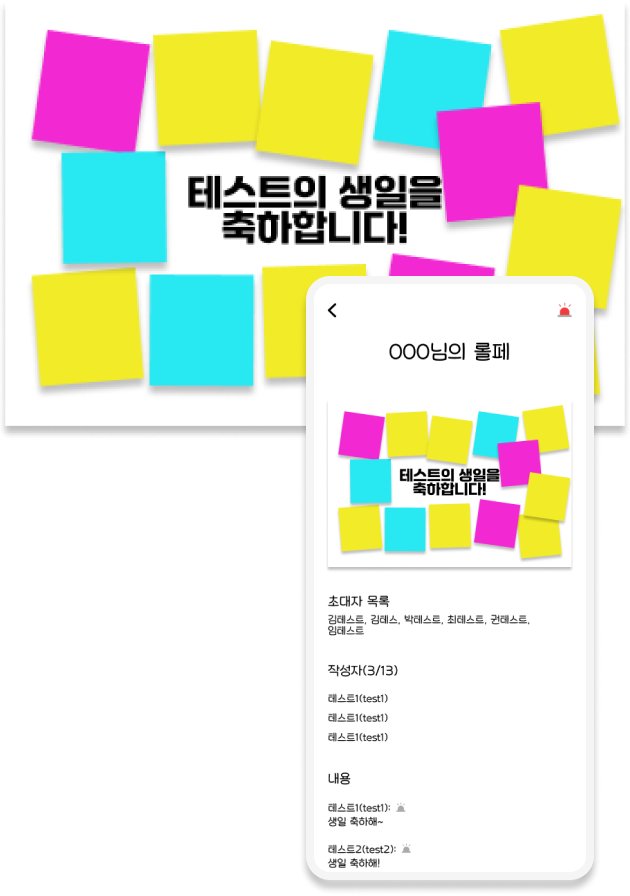 테스트의 생일을
축하합니다!
OOO님의 롤페
테스트의 생일을
축하합니다!
초대자 목록
김테스트, 김테스, 박테스트, 최테스트, 권테스트,
임테스트
작성자(3/13)
테스트1(test1)
테스트1(test1)
테스트1(test1)
내용
테스트1(test1):
생일 축하해~
테스트2(test2):
생일 축하해!